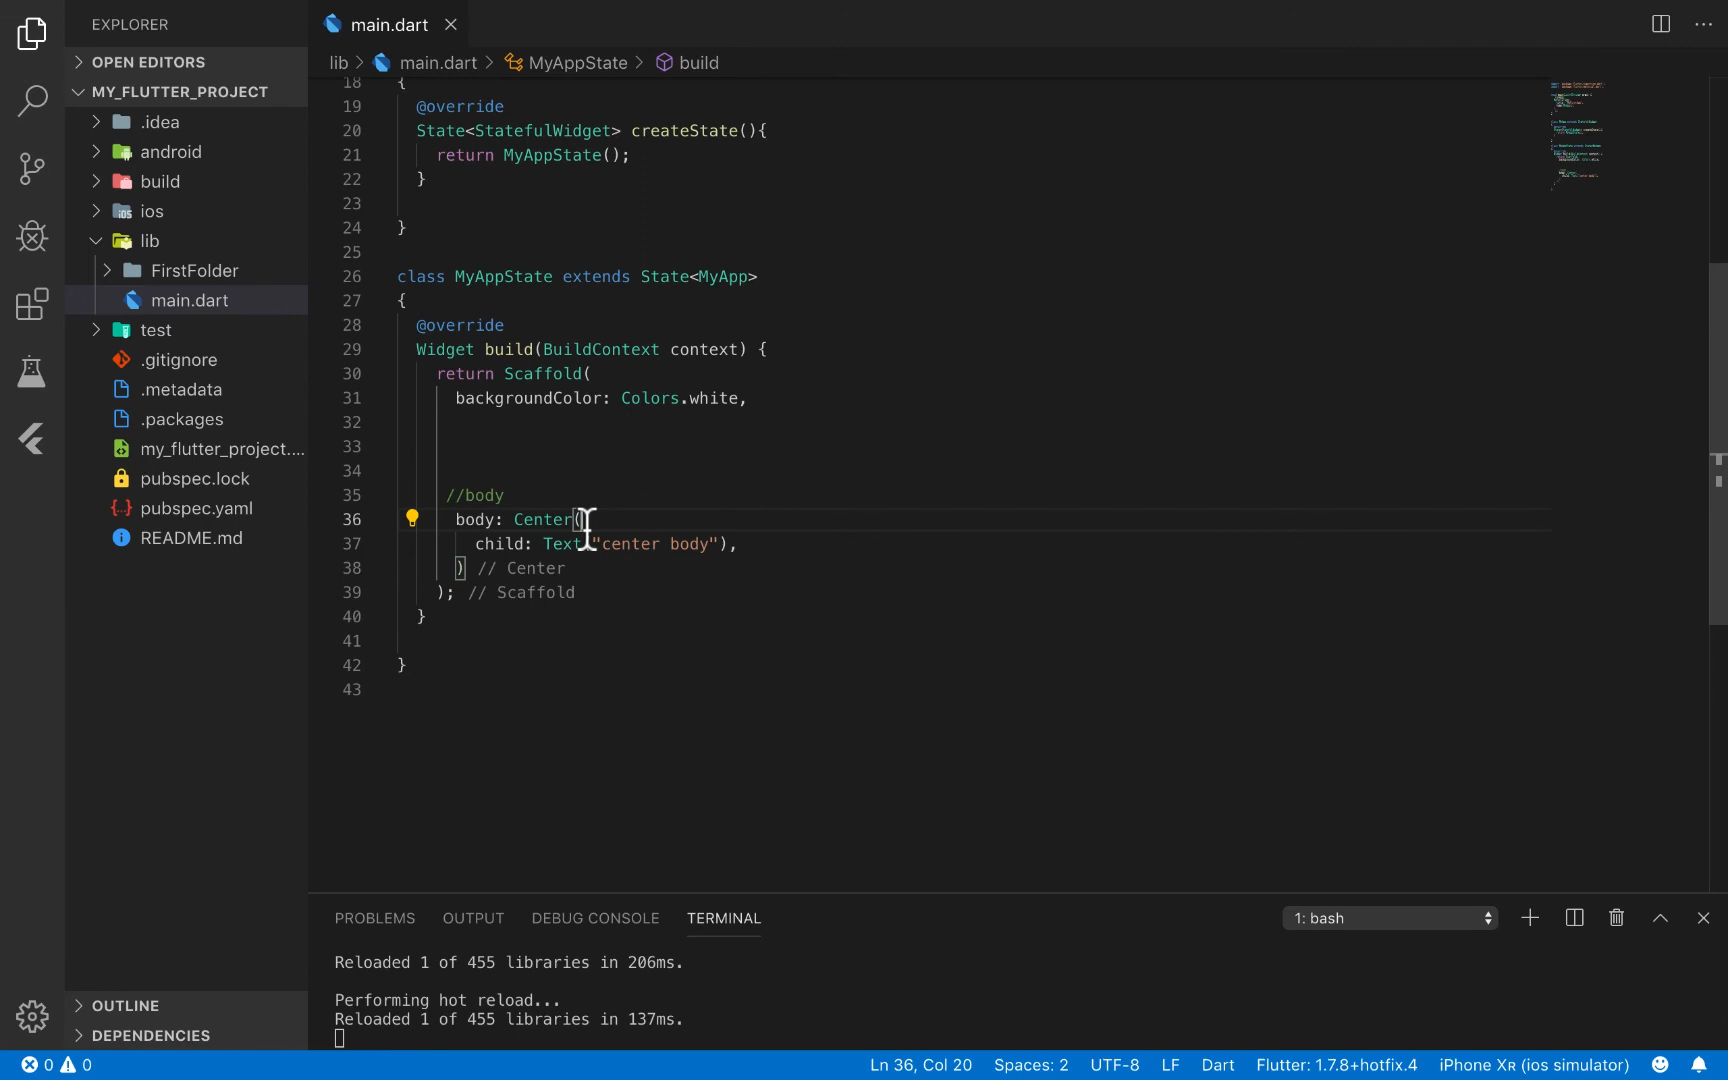 EXPLORER
OPEN EDITORS
MY_FLUTTER_PROJECT
.idea
android
build
ios
lib
FirstFolder
main.dart
test
.gitignore
.metadata
.packages
my_flutter_project....
pubspec.lock
pubspec.yaml
README.md
OUTLINE
DEPENDENCIES
main.dart
lib > main.dart > MyAppState > build
18 {
19 @override
20 State<StatefulWidget> createState(){
21 return MyAppState();
22 }
23
24 }
25
26 class MyAppState extends State<MyApp>
27 {
28 @override
29 Widget build(BuildContext context) {
30 return Scaffold(
31 backgroundColor: Colors.white,
32
33
34
35 //body
36 body: Center(
37 child: Text "center body"),
38 ) // Center
39 ); // Scaffold
40 }
41
42 }
43
PROBLEMS OUTPUT DEBUG CONSOLE TERMINAL 1: bash
Reloaded 1 of 455 libraries in 206ms.
Performing hot reload...
Reloaded 1 of 455 libraries in 137ms.
0 0 Ln 36, Col 20 Spaces: 2 UTF-8 LF Dart Flutter: 1.7.8+hotfix.4 iPhone XR (ios simulator)